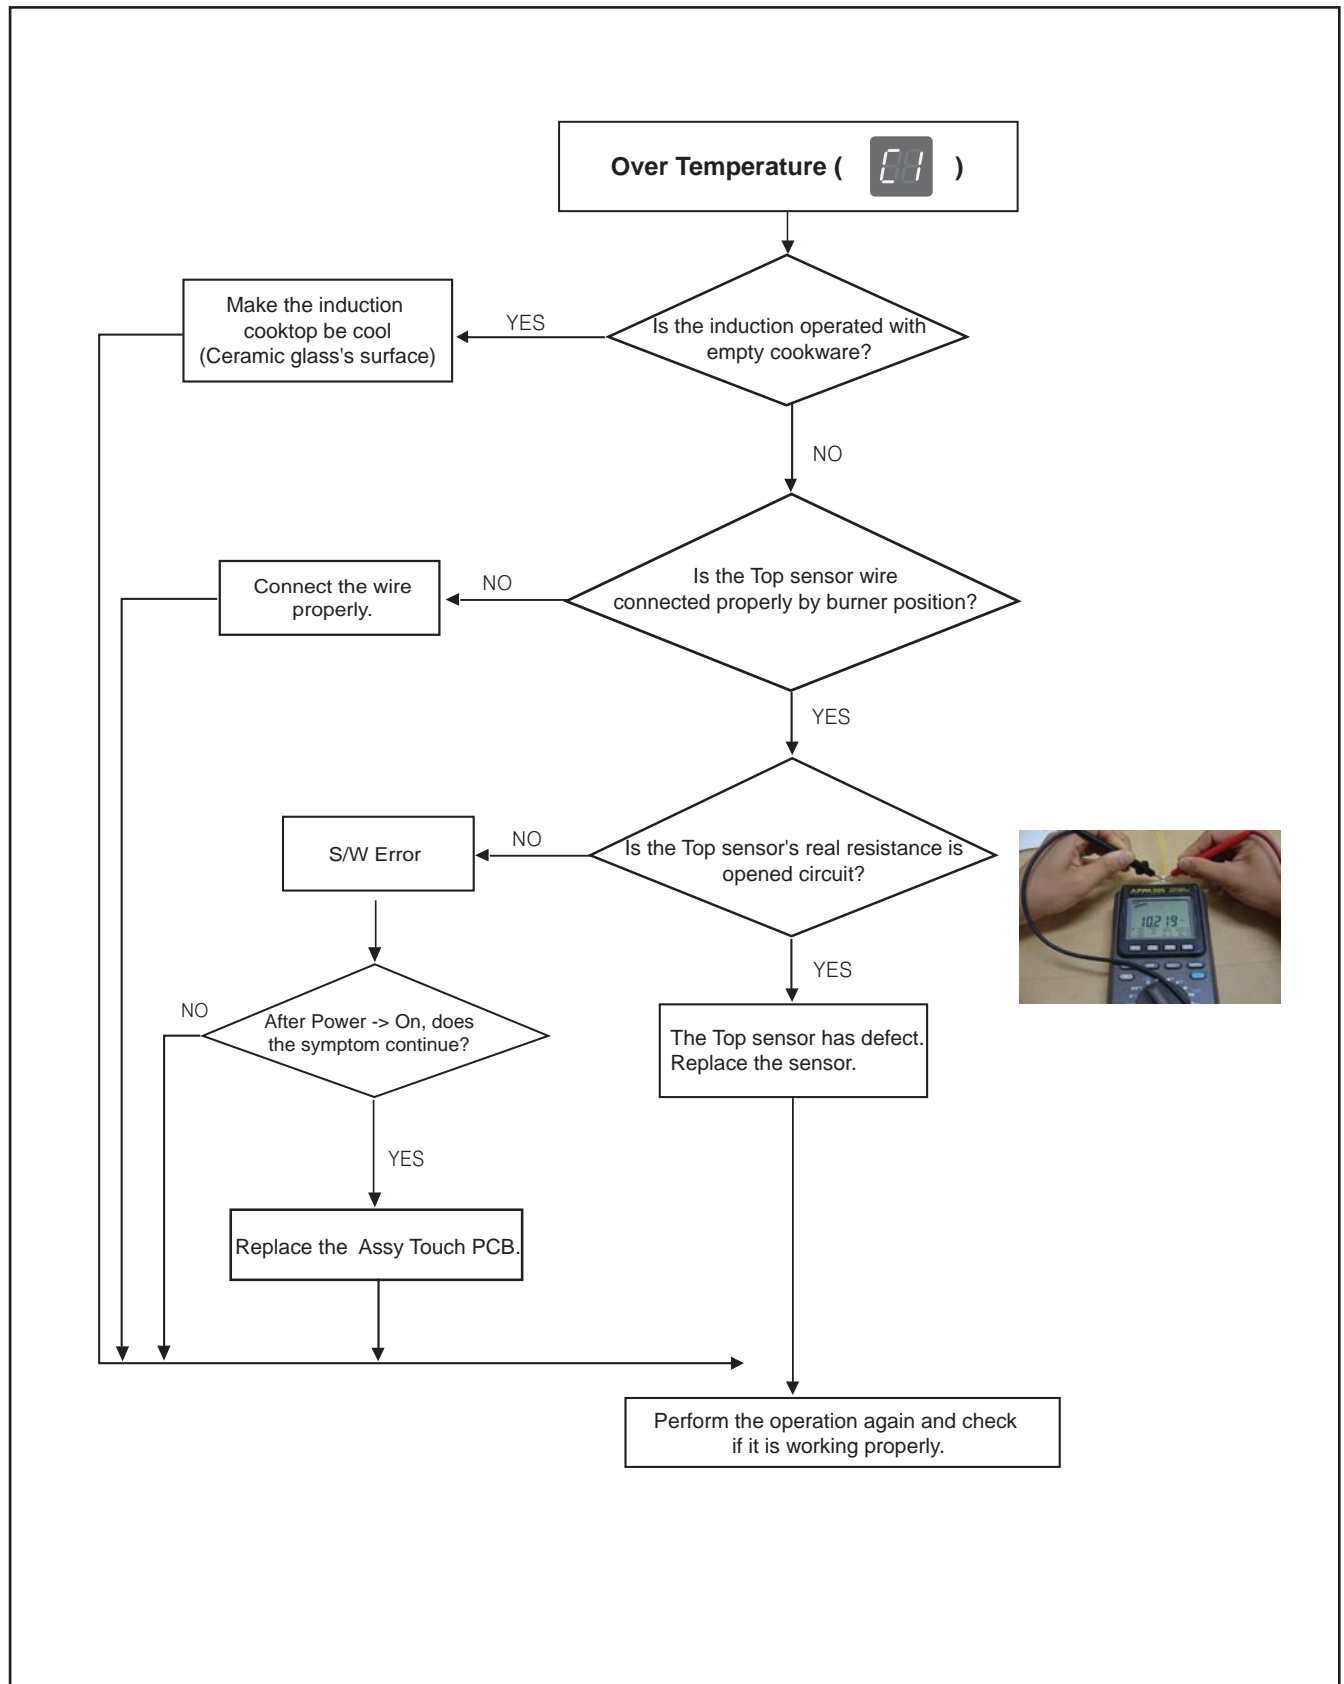 Over Temperature ( C1 )
Is the induction operated with
empty cookware?
YES
Make the induction
cooktop be cool
(Ceramic glass's surface)
NO
Is the Top sensor wire
connected properly by burner position?
NO
Connect the wire
properly.
YES
Is the Top sensor's real resistance is
opened circuit?
NO
S/W Error
10.219
YES
The Top sensor has defect.
Replace the sensor.
After Power -> On, does
the symptom continue?
NO
YES
Replace the Assy Touch PCB.
Perform the operation again and check
if it is working properly.